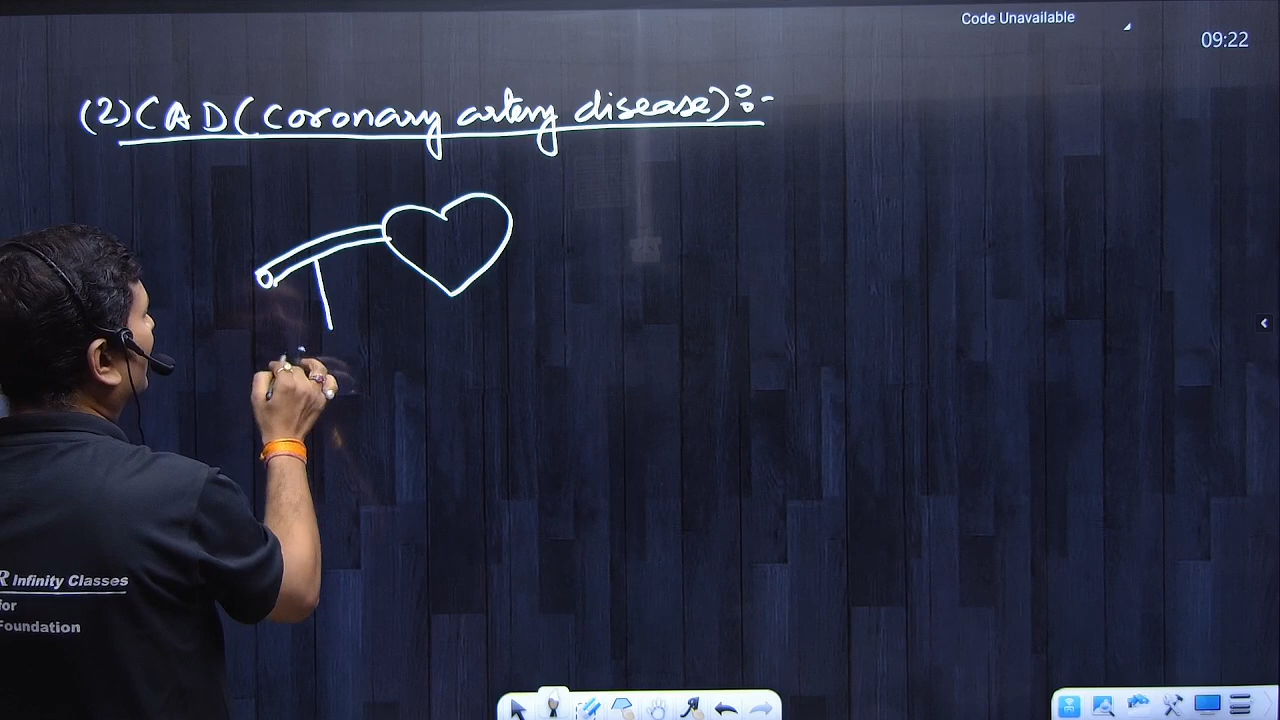 Code Unavailable
09:22
(2) CAD (Coronary artery disease) :-
R Infinity Classes
for
Foundation